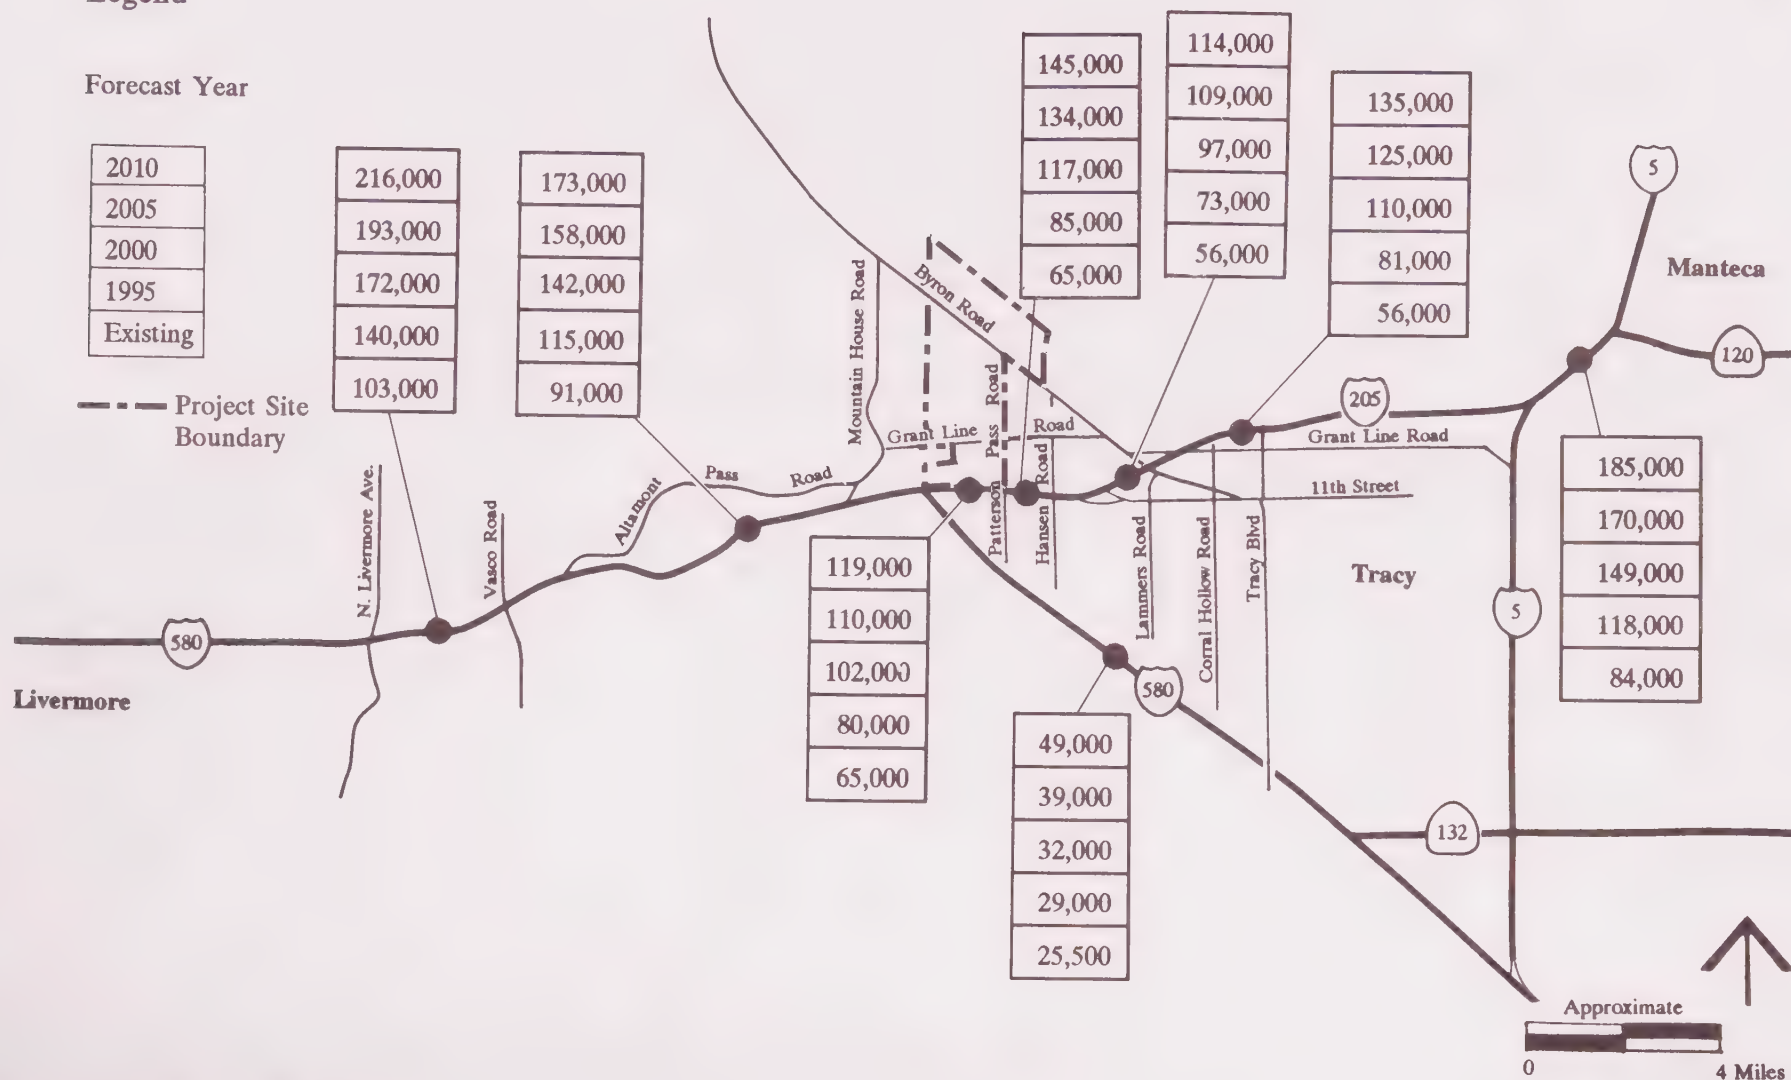 Legend
Forecast Year
2010
2005
2000
1995
Existing
Project Site
Boundary
216,000
193,000
172,000
140,000
103,000
173,000
158,000
142,000
115,000
91,000
145,000
134,000
117,000
85,000
65,000
114,000
109,000
97,000
73,000
56,000
135,000
125,000
110,000
81,000
56,000
5
Manteca
120
205
Mountain House Road
Byron Road
Grant Line Road
Patterson Pass Road
Hansen Road
Grant Line Road
11th Street
Altamont Pass Road
N. Livermore Ave.
Vasco Road
Lammers Road
Corral Hollow Road
Tracy Blvd
Tracy
5
580
Livermore
119,000
110,000
102,000
80,000
65,000
580
49,000
39,000
32,000
29,000
25,500
185,000
170,000
149,000
118,000
84,000
132
Approximate
0
4 Miles